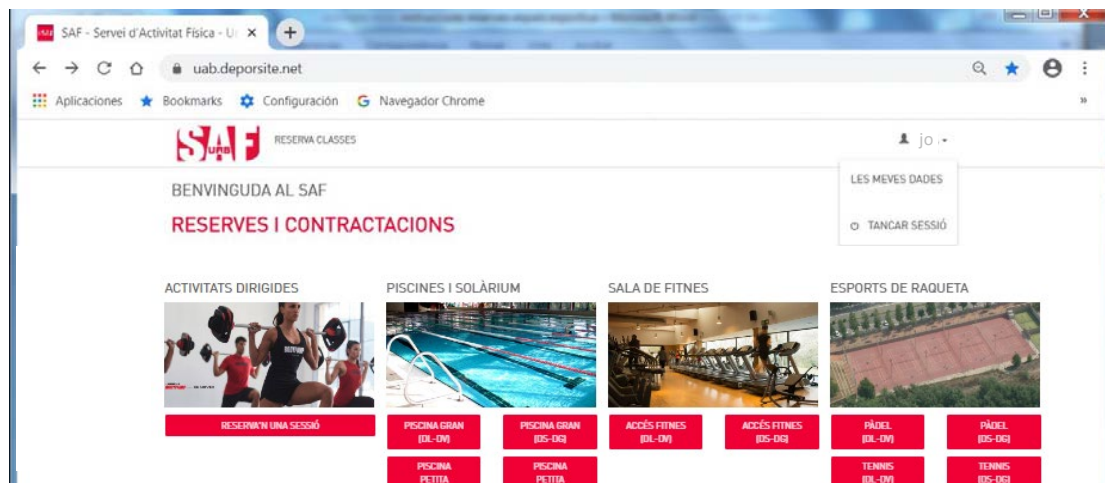 SAF - Servei d'Activitat Física - U
uab.deporsite.net
Aplicaciones Bookmarks Configuración Navegador Chrome
SAF UAB RESERVA CLASSES jo
LES MEVES DADES
BENVINGUDA AL SAF
RESERVES I CONTRACTACIONS
TANCAR SESSIÓ
ACTIVITATS DIRIGIDES PISCINES I SOLÀRIUM SALA DE FITNES ESPORTS DE RAQUETA
RESERVA'N UNA SESSIÓ
PISCINA GRAN
(DL-DV)
PISCINA GRAN
(DS-DG)
ACCÉS FITNES
(DL-DV)
ACCÉS FITNES
(DS-DG)
PÀDEL
(DL-DV)
PÀDEL
(DS-DG)
PISCINA
PETITA
PISCINA
PETITA
TENNIS
(DL-DV)
TENNIS
(DS-DG)